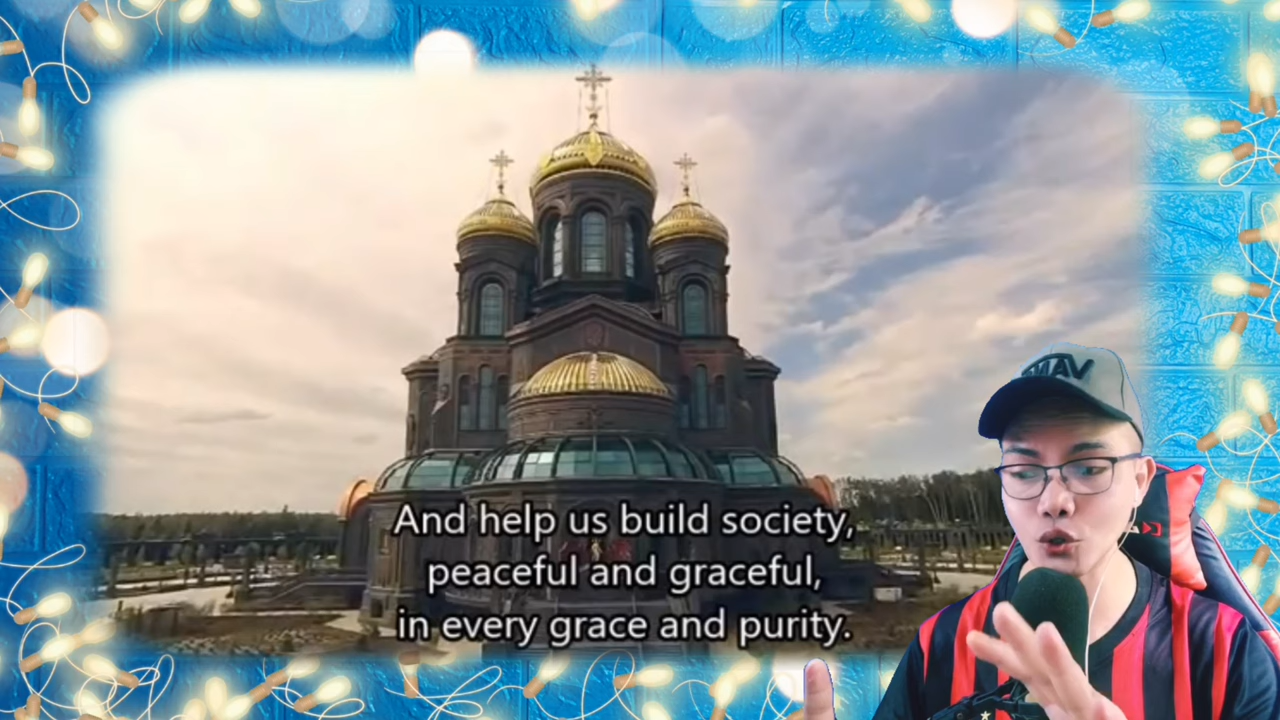 And help us build society,
peaceful and graceful,
in every grace and purity.